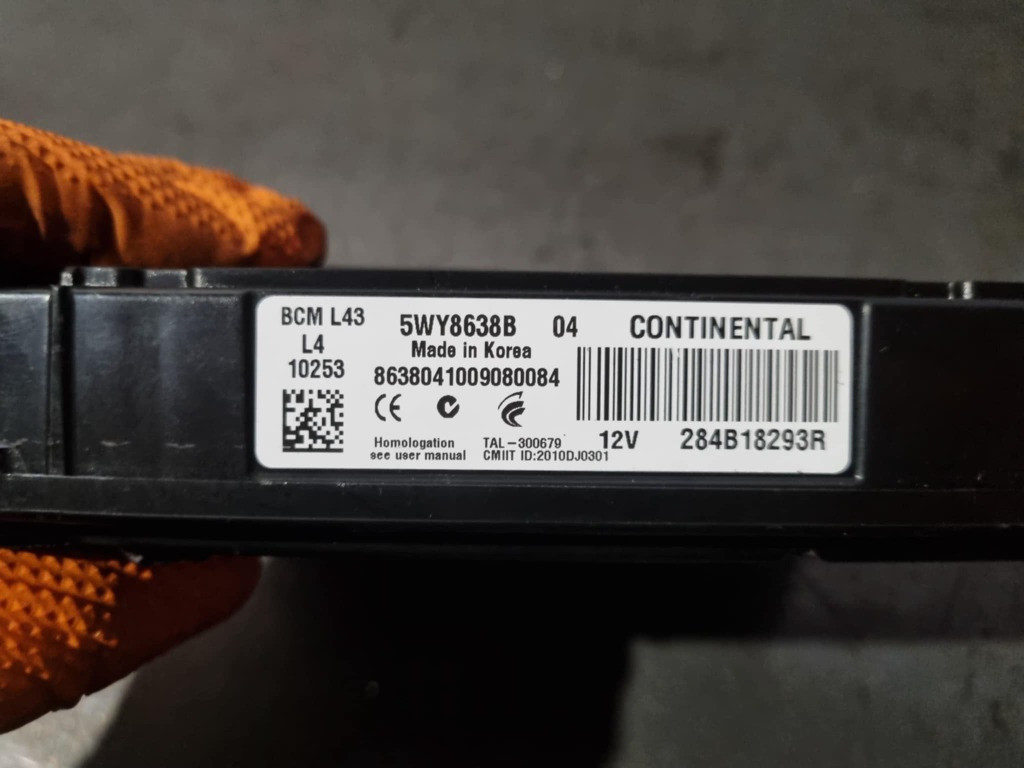 BCM L43
L4
10253
5WY8638B 04 CONTINENTAL
Made in Korea
8638041009080084
CE
Homologation
see user manual
TAL-300679
CMIIT ID:2010DJ0301
12V 284B18293R